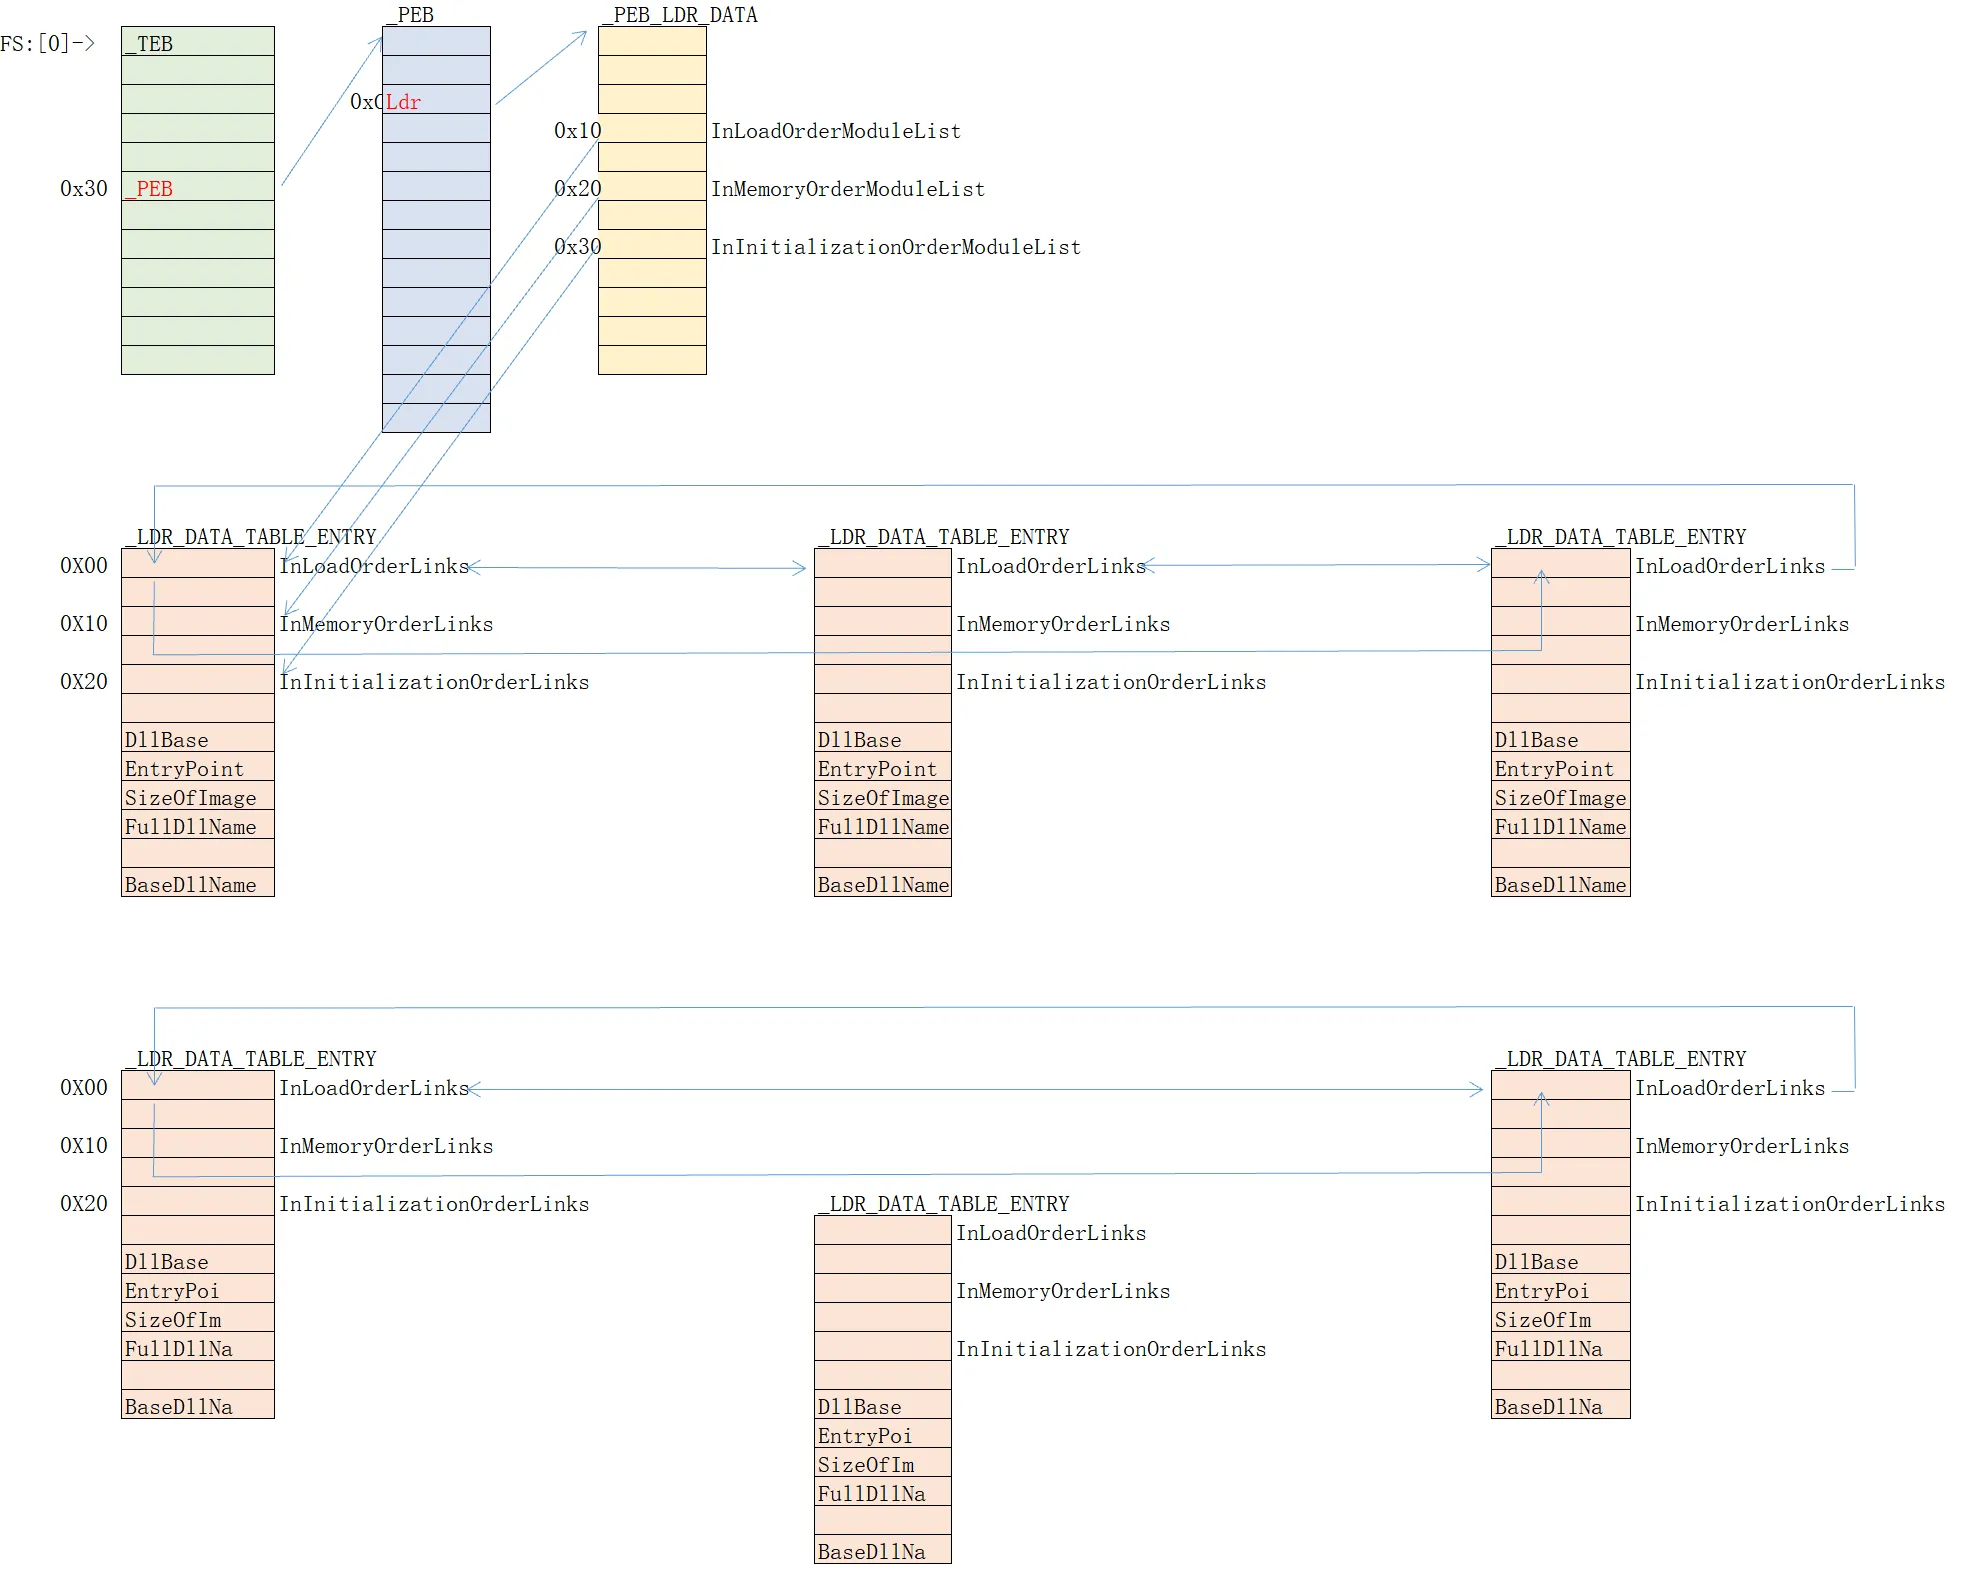 _PEB
_PEB_LDR_DATA
FS:[0]->
_TEB
Ldr
0x10
InLoadOrderModuleList
0x30
_PEB
0x20
InMemoryOrderModuleList
0x30
InInitializationOrderModuleList
_LDR_DATA_TABLE_ENTRY
_LDR_DATA_TABLE_ENTRY
_LDR_DATA_TABLE_ENTRY
0X00
InLoadOrderLinks
InLoadOrderLinks
InLoadOrderLinks
0X10
InMemoryOrderLinks
InMemoryOrderLinks
InMemoryOrderLinks
0X20
InInitializationOrderLinks
InInitializationOrderLinks
InInitializationOrderLinks
DllBase
DllBase
DllBase
EntryPoint
EntryPoint
EntryPoint
SizeOfImage
SizeOfImage
SizeOfImage
FullDllName
FullDllName
FullDllName
BaseDllName
BaseDllName
BaseDllName
_LDR_DATA_TABLE_ENTRY
_LDR_DATA_TABLE_ENTRY
0X00
InLoadOrderLinks
InLoadOrderLinks
0X10
InMemoryOrderLinks
InMemoryOrderLinks
0X20
InInitializationOrderLinks
_LDR_DATA_TABLE_ENTRY
InInitializationOrderLinks
InLoadOrderLinks
DllBase
DllBase
EntryPoi
InMemoryOrderLinks
EntryPoi
SizeOfIm
SizeOfIm
FullDllNa
InInitializationOrderLinks
FullDllNa
BaseDllNa
DllBase
BaseDllNa
EntryPoi
SizeOfIm
FullDllNa
BaseDllNa